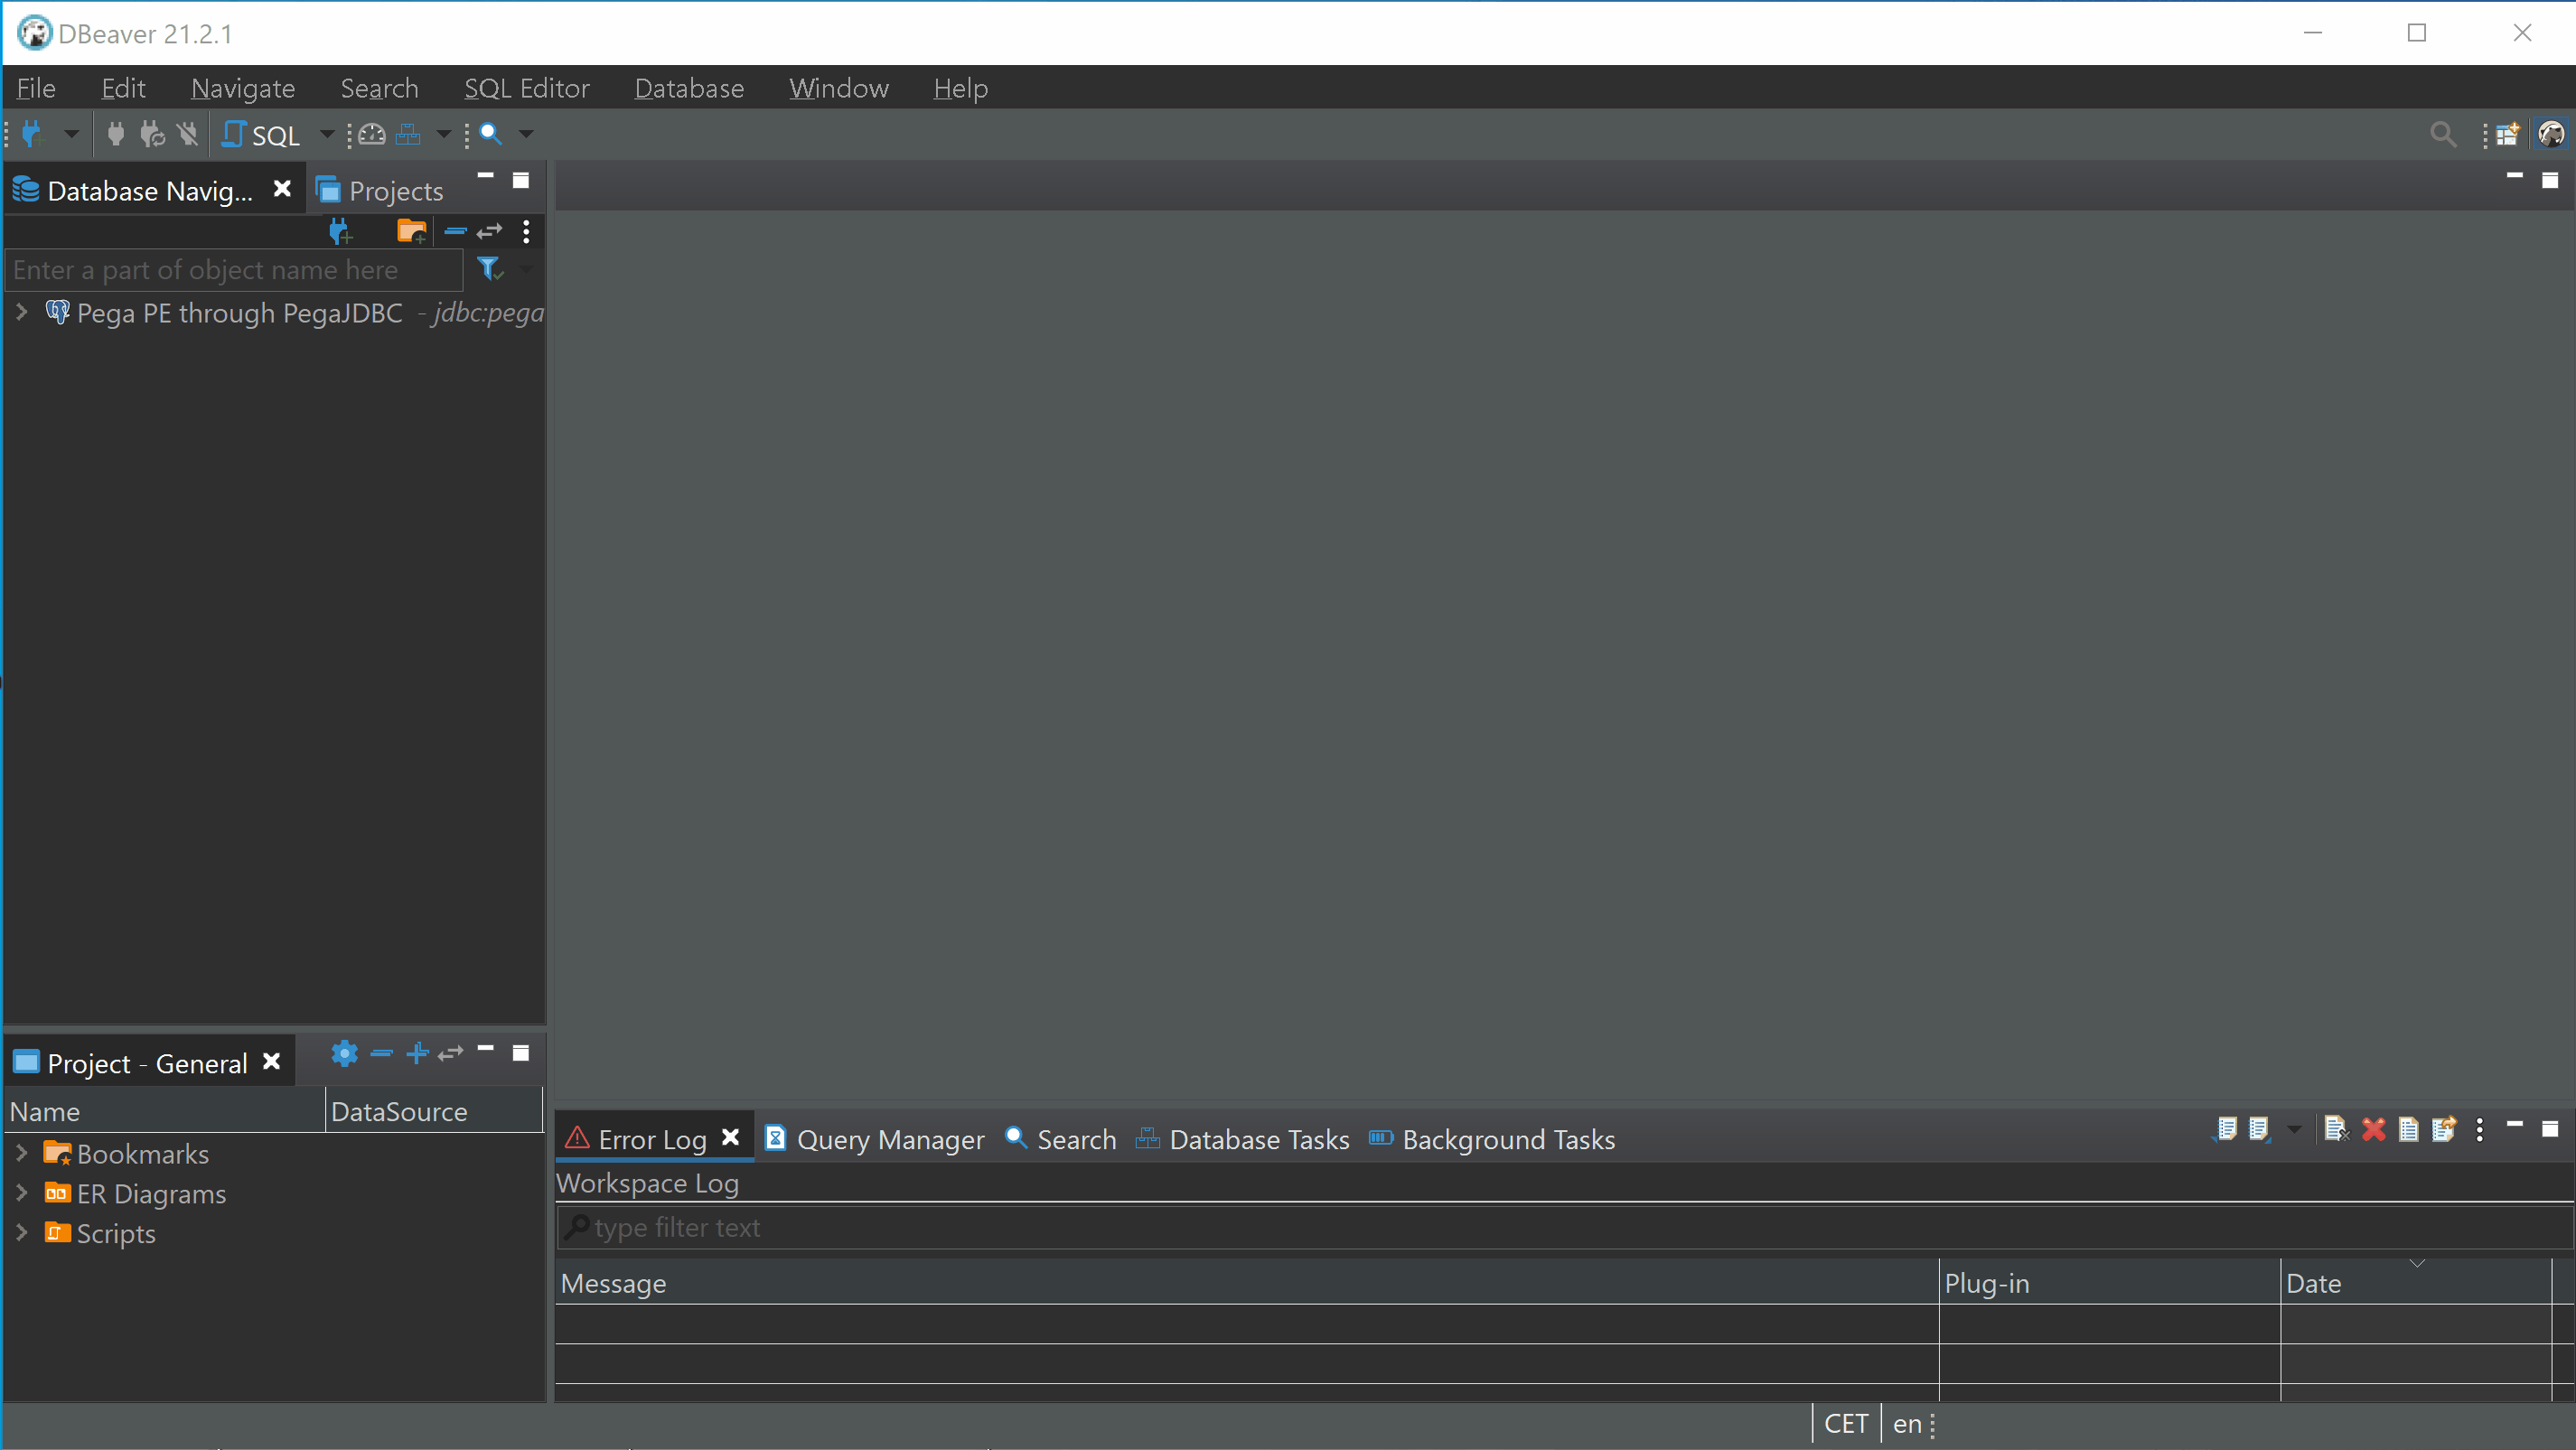 DBeaver 21.2.1
File Edit Navigate Search SQL Editor Database Window Help
SQL
Database Navig... Projects
Enter a part of object name here
Pega PE through PegaJDBC - jdbc:pega
Project - General
Name DataSource
Bookmarks
ER Diagrams
Scripts
Error Log Query Manager Search Database Tasks Background Tasks
Workspace Log
type filter text
Message Plug-in Date
CET en